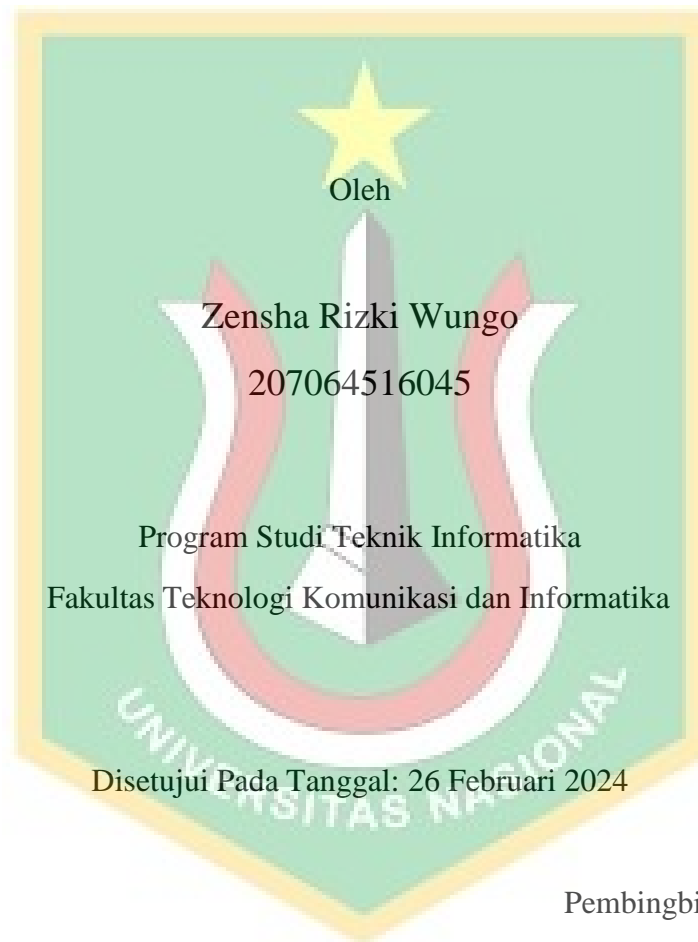 Oleh
Zensha Rizki Wungo
207064516045
Program Studi Teknik Informatika
Fakultas Teknologi Komunikasi dan Informatika
UNIVERSITAS NASIONAL
Disetujui Pada Tanggal: 26 Februari 2024
Pembingbi